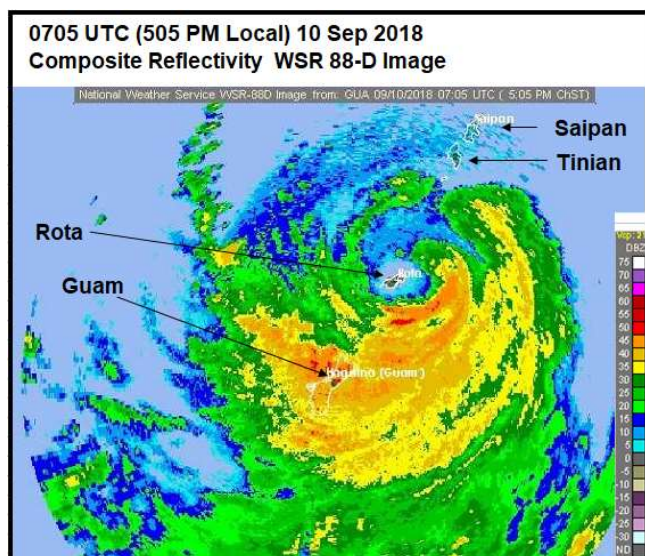 0705 UTC (505 PM Local) 10 Sep 2018
Composite Reflectivity WSR 88-D Image
National Weather Service WSR-88D Image from: GUA 09/10/2018 07:05 UTC ( 5:05 PM ChST)
Saipan
Saipan
Tinian
Rota
Rota
Guam
Hagatna (Guam)
DBZ
75
70
65
60
55
50
45
40
35
30
25
20
15
10
5
0
-5
-10
-15
-20
-25
-30
ND